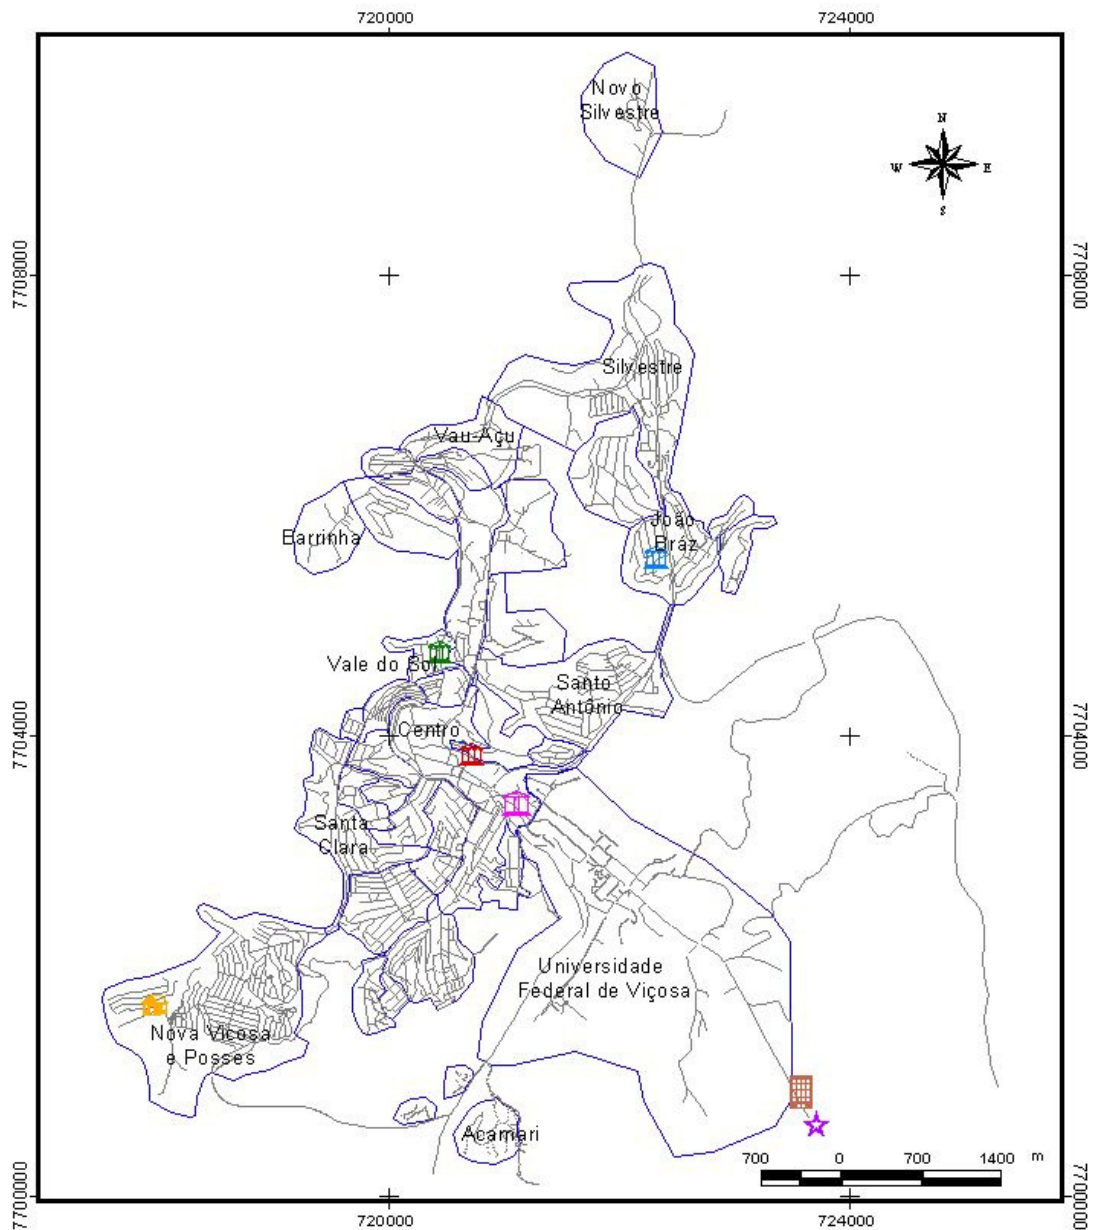 720000
724000
Novo
Silvestre
N
W
E
S
7708000
7708000
Silvestre
Vau-Açu
João
Braz
Barrinha
Vale do Sol
Santo
Antônio
Centro
7704000
7704000
Santa
Clara
Universidade
Federal de Viçosa
Nova Viçosa
e Posses
Acamari
700
0
700
1400
m
7700000
7700000
720000
724000